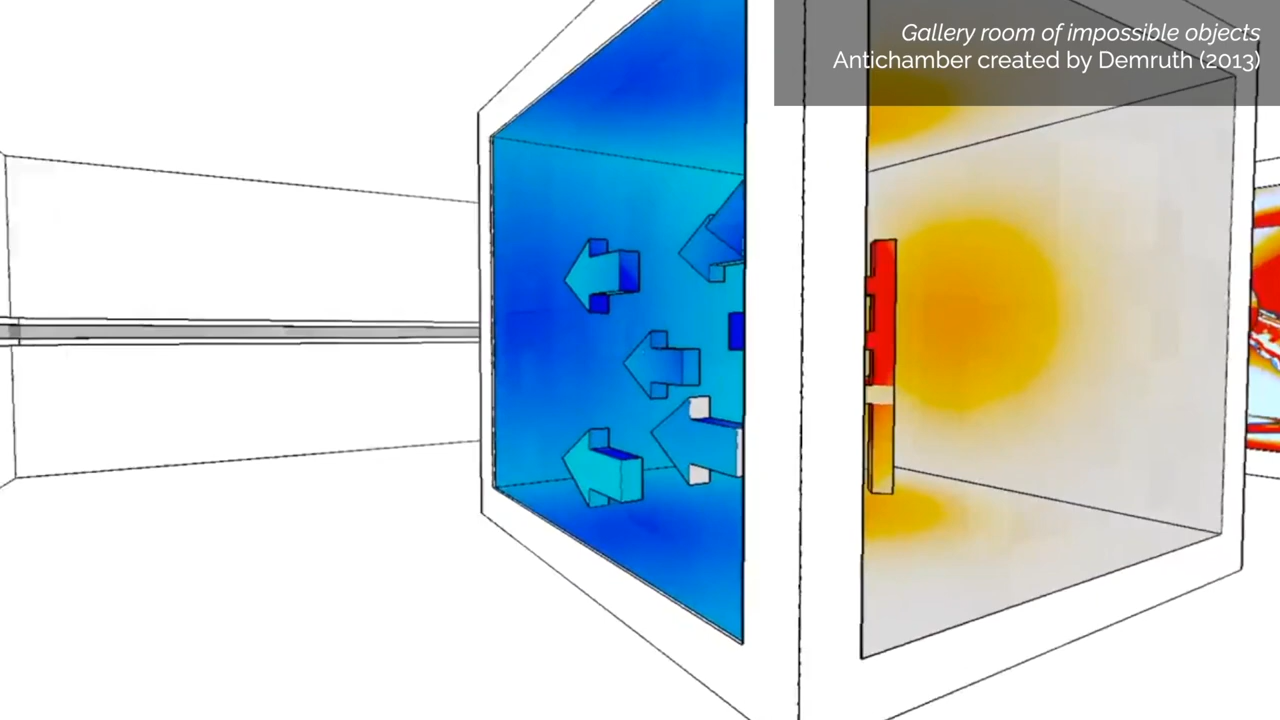 Gallery room of impossible objects
Antichamber created by Demruth (2013)